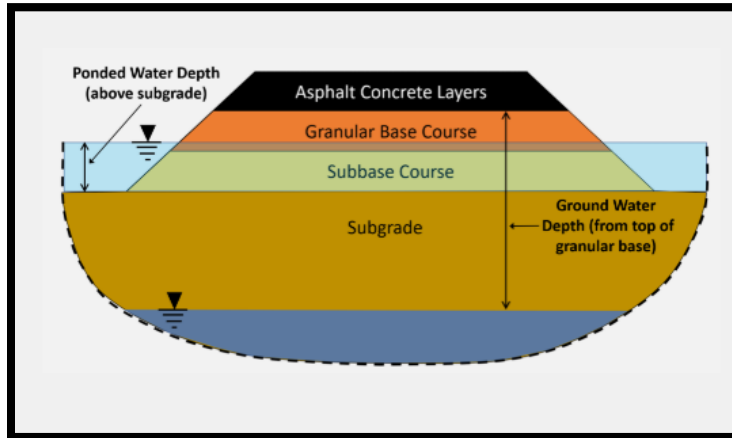 Ponded Water Depth
(above subgrade)
Asphalt Concrete Layers
Granular Base Course
Subbase Course
Subgrade
Ground Water
Depth (from top of
granular base)